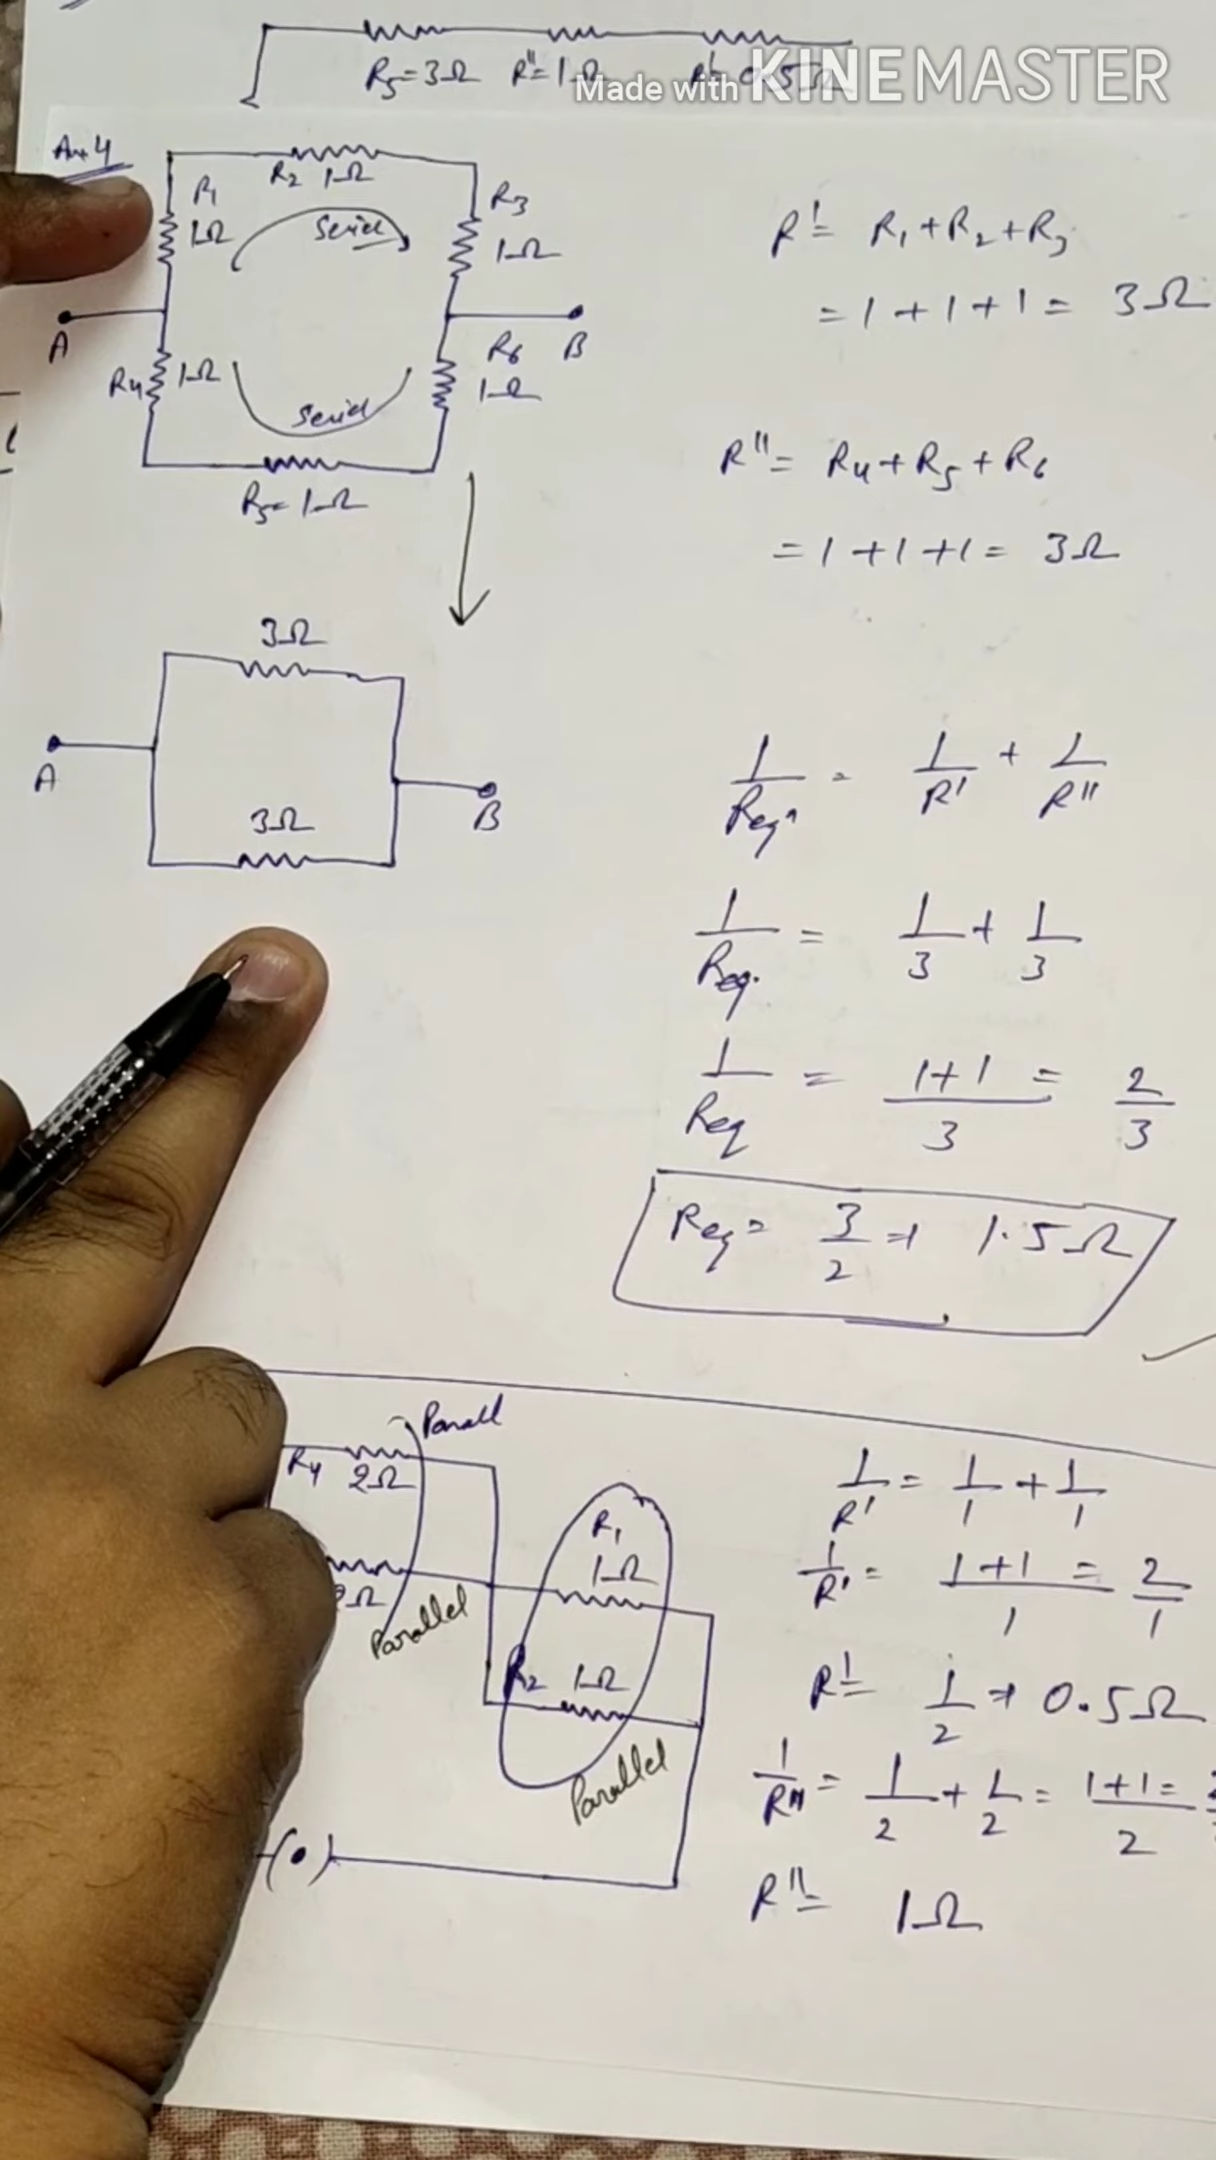 R5=3Ω R"=1Ω R'=0.5Ω
Made with KINEMASTER
Ans 4
R1 1Ω
R2 1Ω
R3 1Ω
Series
A
B
R4 1Ω
R6 1Ω
Series
R5=1Ω
R'= R1+R2+R3
=1+1+1= 3Ω
R"= R4+R5+R6
=1+1+1= 3Ω
3Ω
A
B
3Ω
1/Req. = 1/R' + 1/R"
1/Req. = 1/3 + 1/3
1/Req = 1+1/3 = 2/3
Req= 3/2 = 1.5Ω
Parall
R4 2Ω
2Ω
Parallel
R1 1Ω
R2 1Ω
Parallel
(•)
1/R' = 1/1 + 1/1
1/R' = 1+1/1 = 2/1
R'= 1/2 = 0.5Ω
1/R" = 1/2 + 1/2 = 1+1/2 =
R"= 1Ω